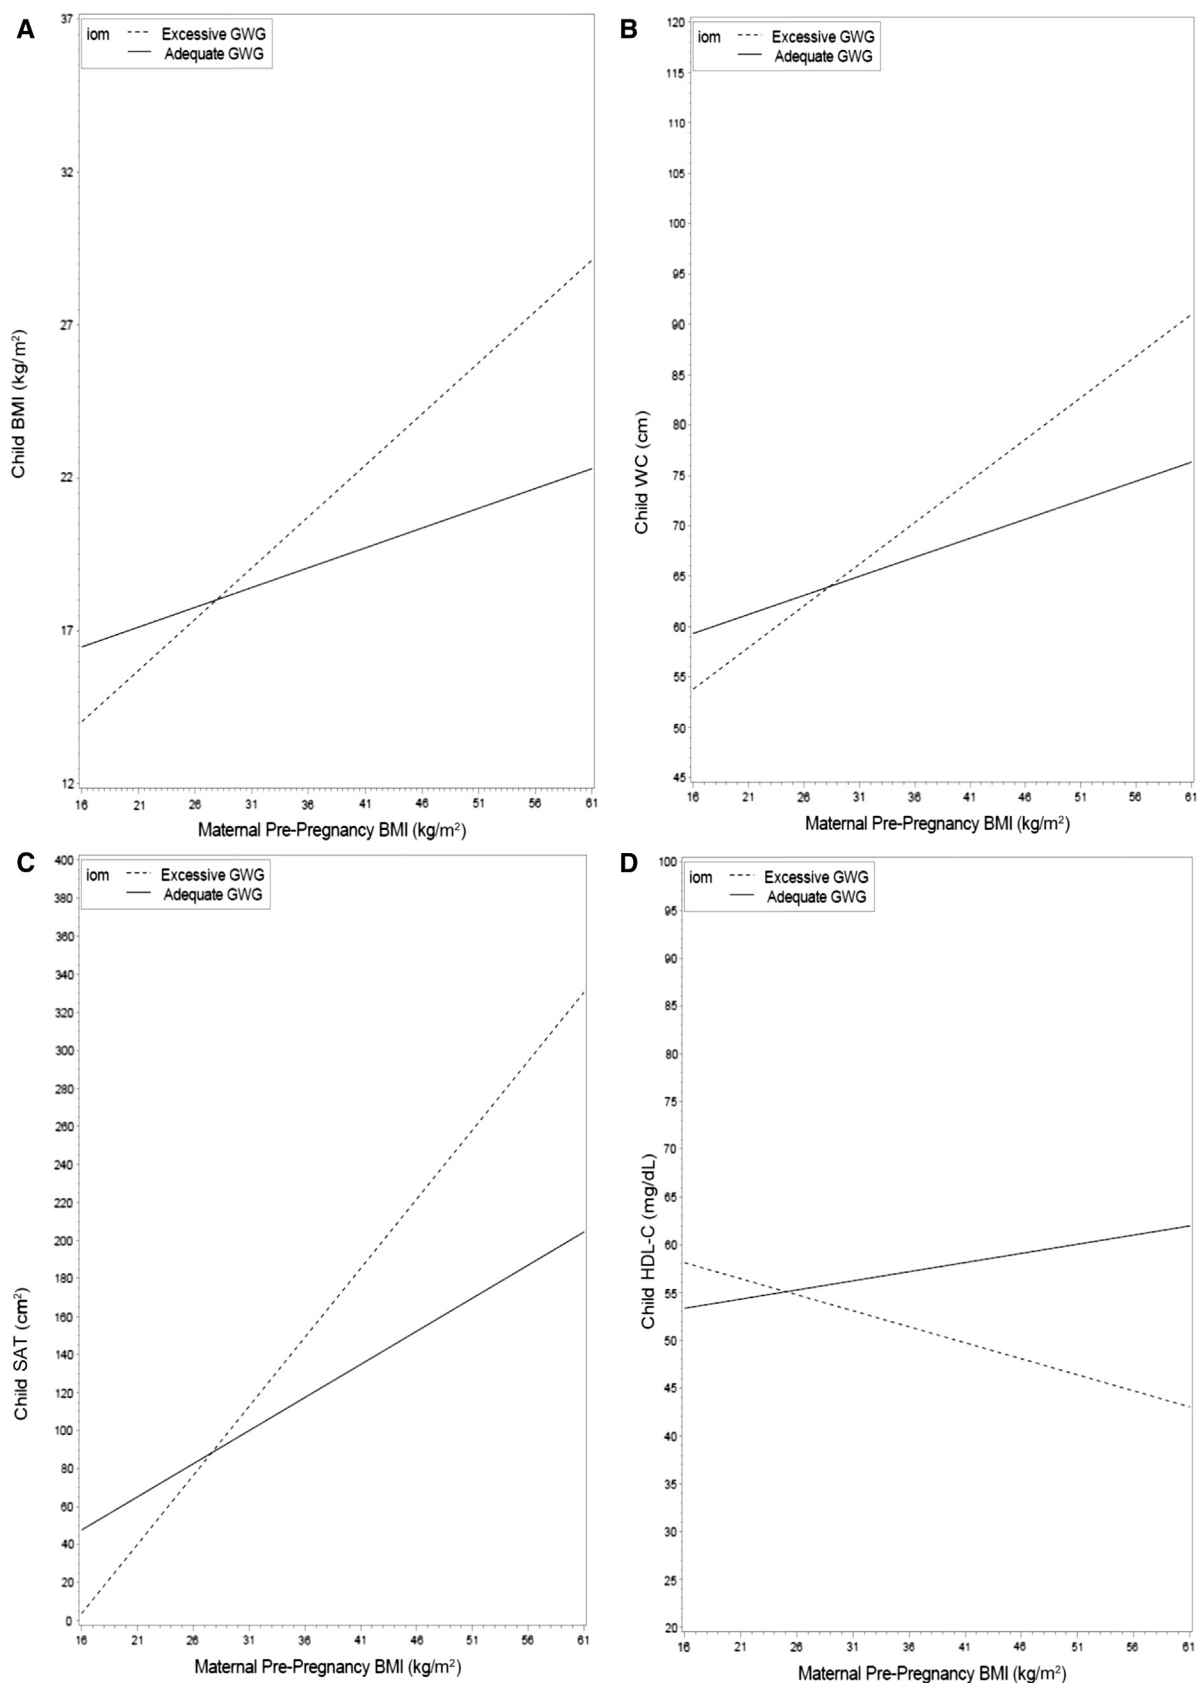 A
iom Excessive GWG
Adequate GWG
37
32
27
22
17
12
Child BMI (kg/m²)
16 21 26 31 36 41 46 51 56 61
Maternal Pre-Pregnancy BMI (kg/m²)
B
iom Excessive GWG
Adequate GWG
120
115
110
105
100
95
90
85
80
75
70
65
60
55
50
45
Child WC (cm)
16 21 26 31 36 41 46 51 56 61
Maternal Pre-Pregnancy BMI (kg/m²)
C
iom Excessive GWG
Adequate GWG
400
380
360
340
320
300
280
260
240
220
200
180
160
140
120
100
80
60
40
20
0
Child SAT (cm²)
16 21 26 31 36 41 46 51 56 61
Maternal Pre-Pregnancy BMI (kg/m²)
D
iom Excessive GWG
Adequate GWG
100
95
90
85
80
75
70
65
60
55
50
45
40
35
30
25
20
Child HDL-C (mg/dL)
16 21 26 31 36 41 46 51 56 61
Maternal Pre-Pregnancy BMI (kg/m²)